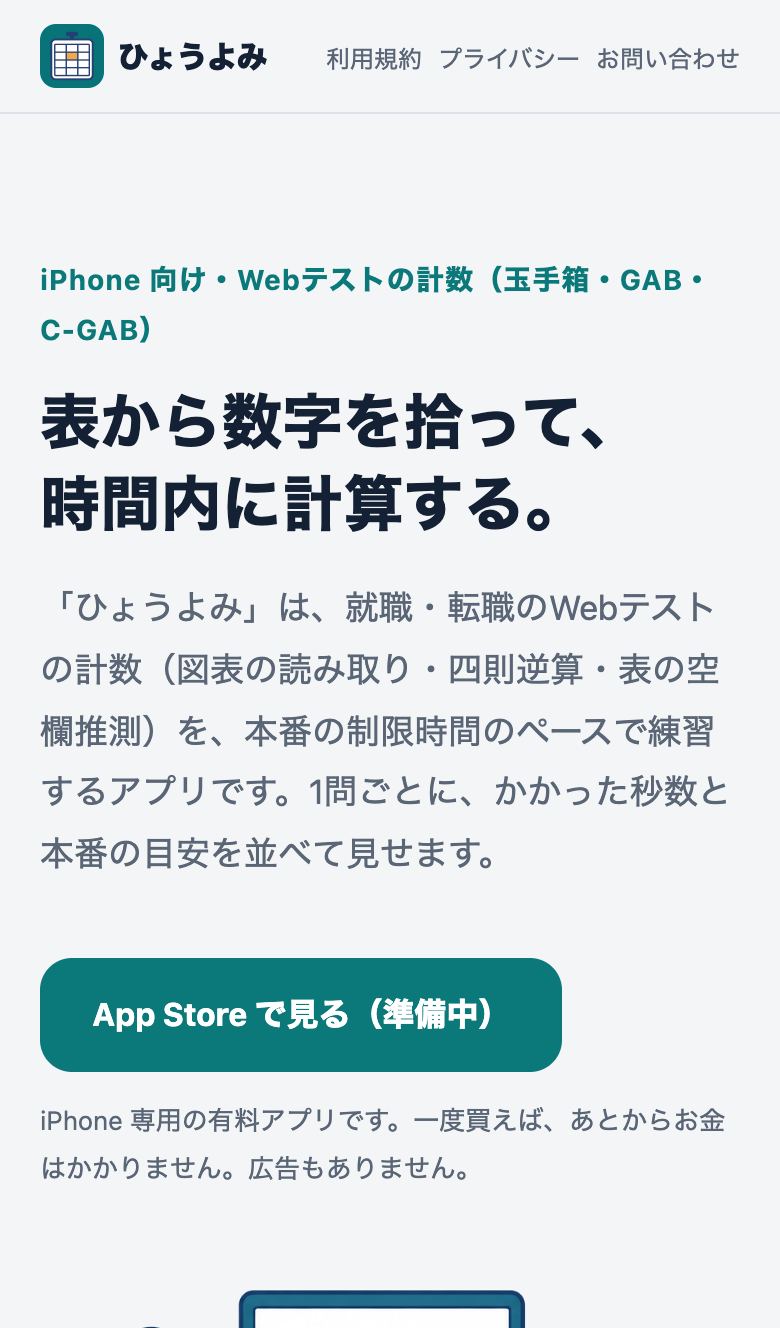 ひょうよみ 利用規約 プライバシー お問い合わせ
iPhone 向け・Webテストの計数（玉手箱・GAB・
C-GAB）
表から数字を拾って、
時間内に計算する。
「ひょうよみ」は、就職・転職のWebテスト
の計数（図表の読み取り・四則逆算・表の空
欄推測）を、本番の制限時間のペースで練習
するアプリです。1問ごとに、かかった秒数と
本番の目安を並べて見せます。
App Store で見る（準備中）
iPhone 専用の有料アプリです。一度買えば、あとからお金
はかかりません。広告もありません。